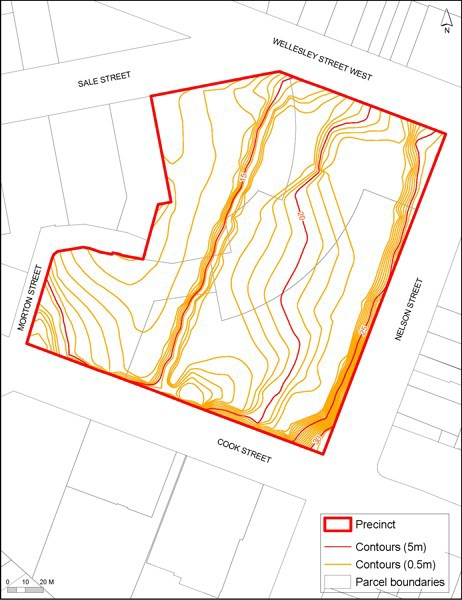 N
WELLESLEY STREET WEST
SALE STREET
15
20
NELSON STREET
MORTON STREET
25
30
COOK STREET
Precinct
Contours (5m)
Contours (0.5m)
Parcel boundaries
0 10 20 M